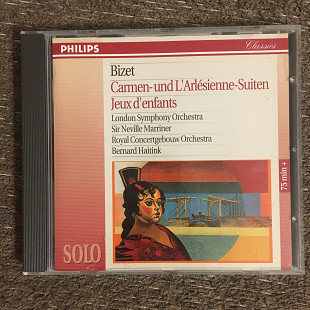 PHILIPS
Classics
Bizet
Carmen-und L'Arlésienne-Suiten
Jeux d'enfants
London Symphony Orchestra
Sir Neville Marriner
Royal Concertgebouw Orchestra
Bernard Haitink
75 min +
SOLO